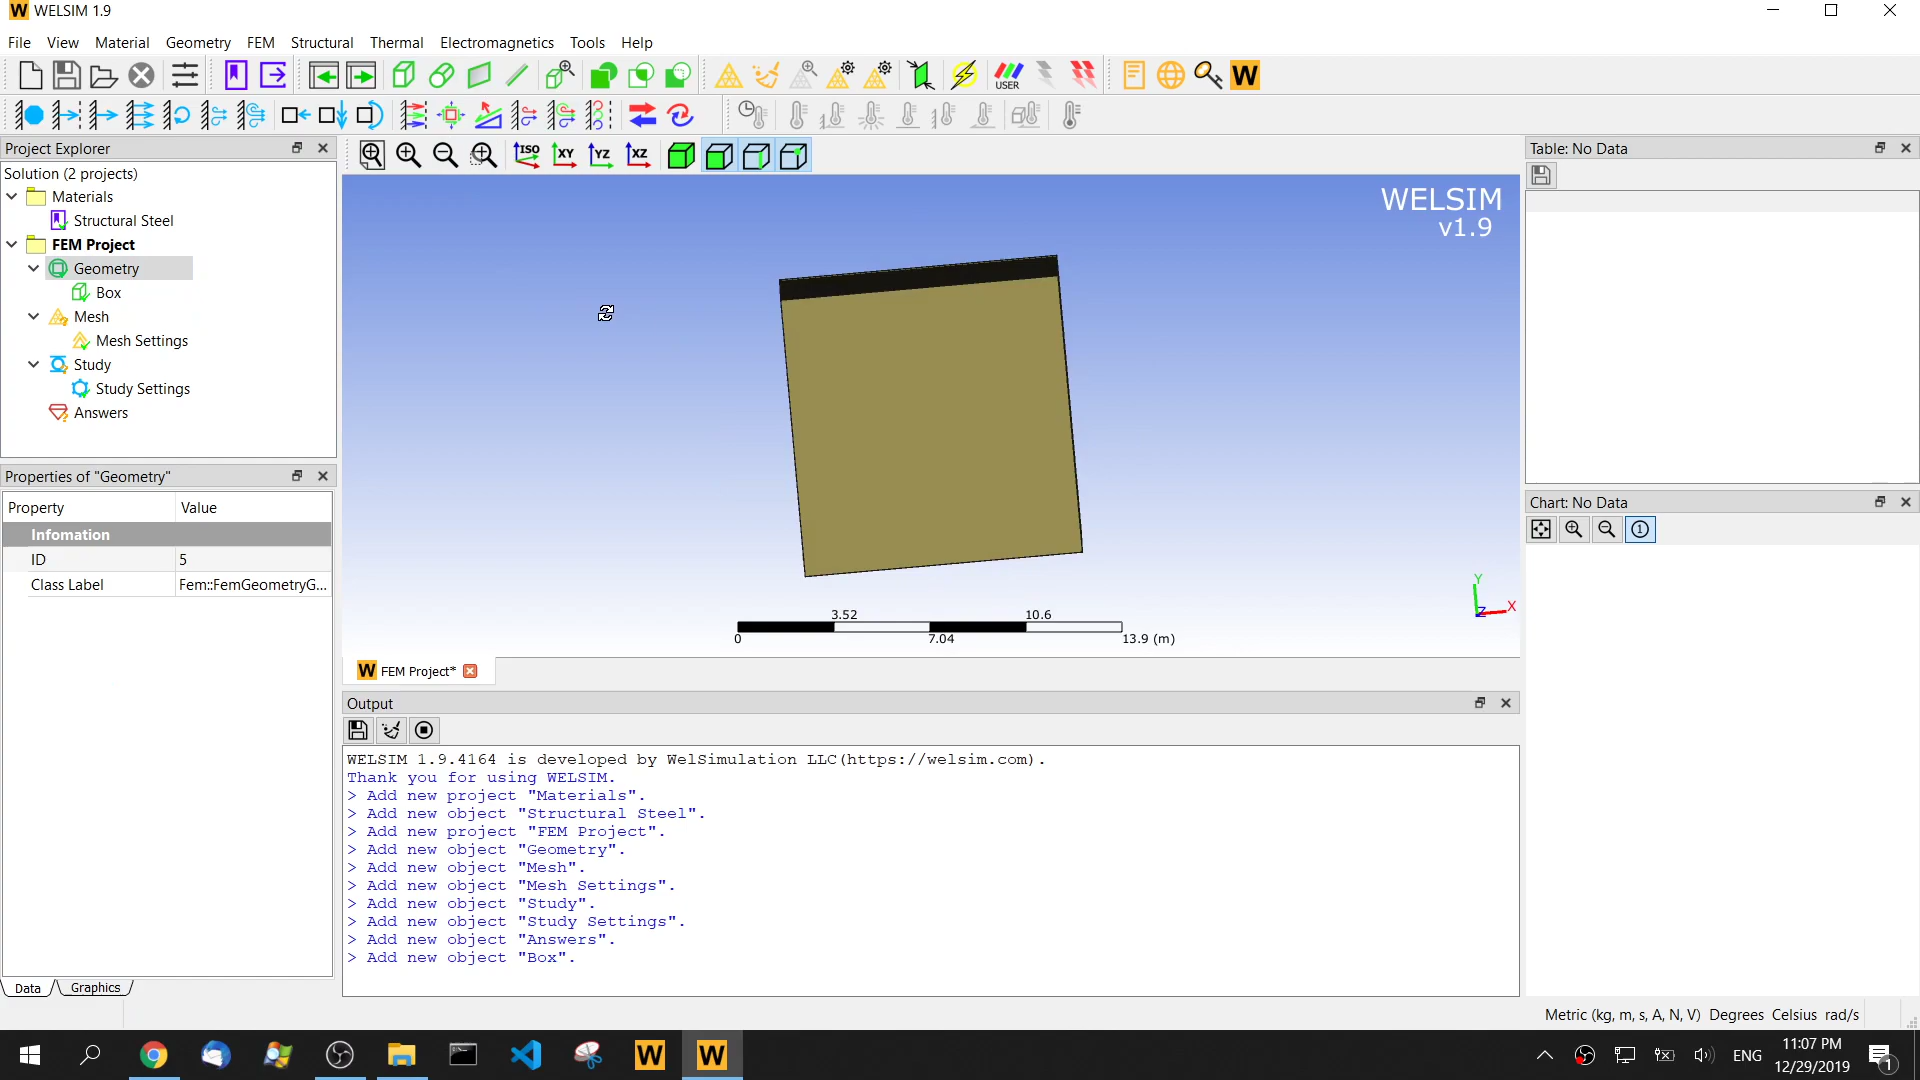 WELSIM 1.9
File View Material Geometry FEM Structural Thermal Electromagnetics Tools Help
USER
W
Project Explorer
Solution (2 projects)
Materials
Structural Steel
FEM Project
Geometry
Box
Mesh
Mesh Settings
Study
Study Settings
Answers
Properties of "Geometry"
Property Value
Infomation
ID 5
Class Label Fem::FemGeometryG...
Data Graphics
ISO XY YZ XZ
WELSIM
v1.9
Y
X
Z
3.52 10.6
0 7.04 13.9 (m)
FEM Project*
Output
WELSIM 1.9.4164 is developed by WelSimulation LLC(https://welsim.com).
Thank you for using WELSIM.
> Add new project "Materials".
> Add new object "Structural Steel".
> Add new project "FEM Project".
> Add new object "Geometry".
> Add new object "Mesh".
> Add new object "Mesh Settings".
> Add new object "Study".
> Add new object "Study Settings".
> Add new object "Answers".
> Add new object "Box".
Table: No Data
Chart: No Data
1
Metric (kg, m, s, A, N, V) Degrees Celsius rad/s
W W
ENG
11:07 PM
12/29/2019
1